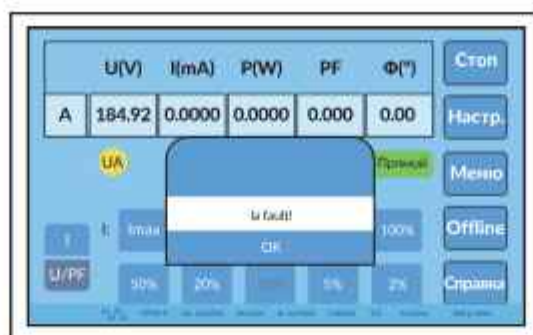 U(V) I(mA) P(W) PF Φ(°)
Стоп
A 184.92 0.0000 0.0000 0.000 0.00
Настр.
UA
Прямой
Меню
Ia fault!
I: Imax 100%
Offline
OK
U/PF
50% 20% 5% 2%
Справка